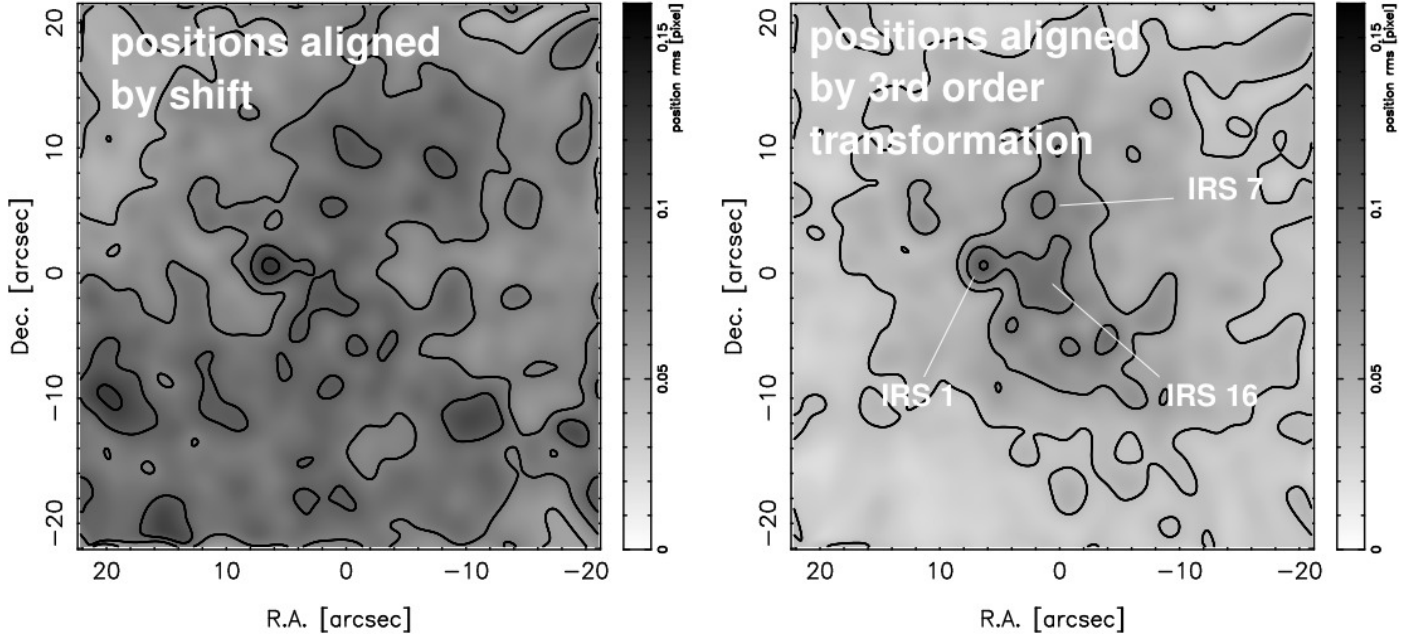 positions aligned
by shift
20
10
0
−10
−20
Dec. [arcsec]
20
10
0
−10
−20
R.A. [arcsec]
0.15
0.1
0.05
0
position rms [pixel]
positions aligned
by 3rd order
transformation
IRS 7
IRS 1
IRS 16
20
10
0
−10
−20
Dec. [arcsec]
20
10
0
−10
−20
R.A. [arcsec]
0.15
0.1
0.05
0
position rms [pixel]